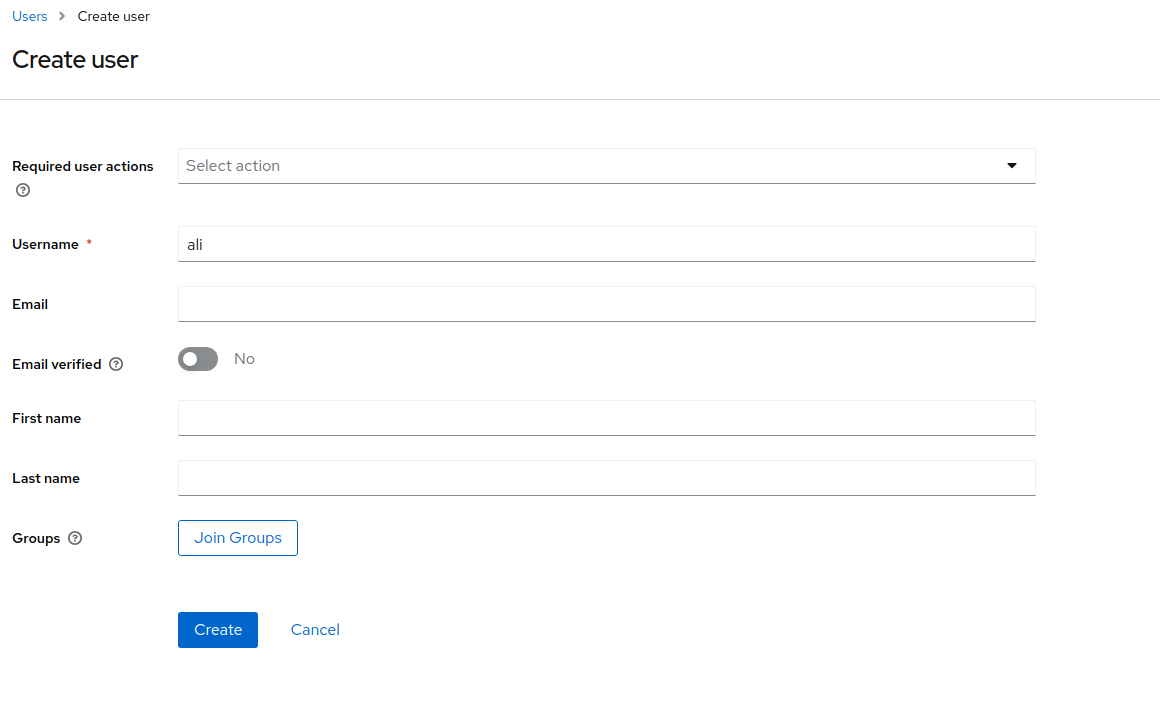 Users > Create user
Create user
Required user actions
Select action
Username *
ali
Email
Email verified
No
First name
Last name
Groups
Join Groups
Create
Cancel